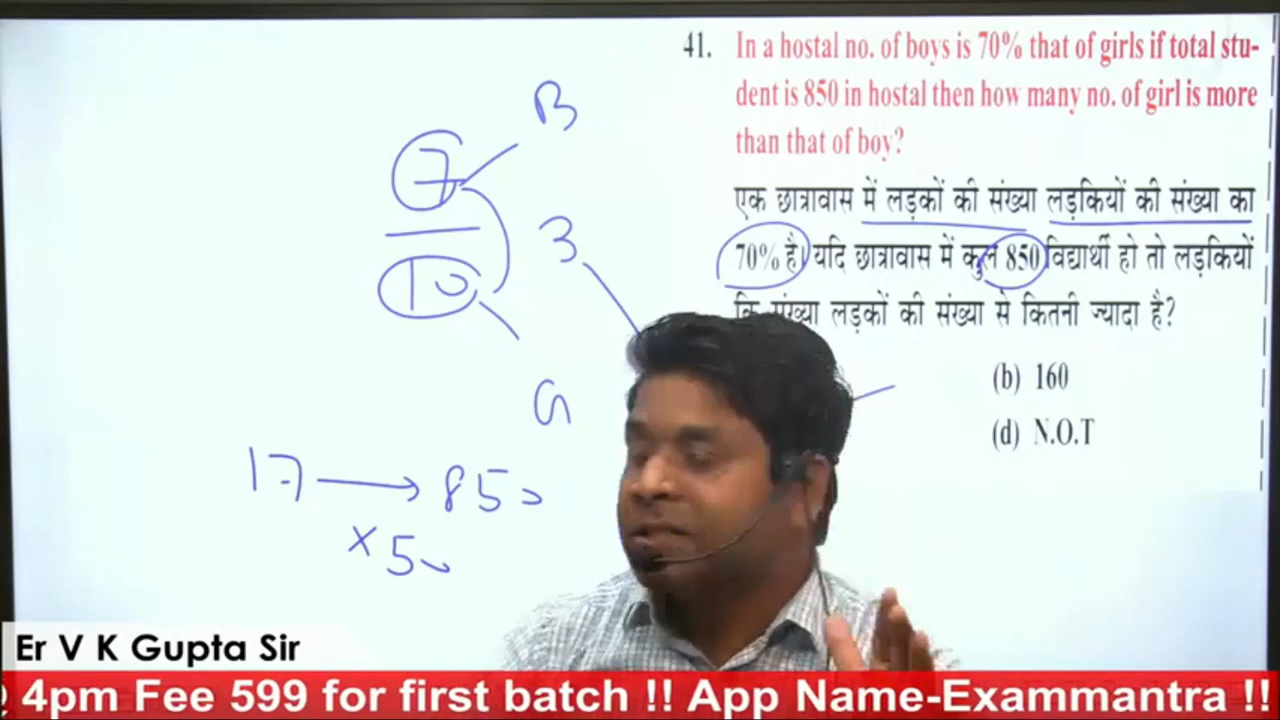 41. In a hostal no. of boys is 70% that of girls if total stu-
dent is 850 in hostal then how many no. of girl is more
than that of boy?
एक छात्रावास में लड़कों की संख्या लड़कियों की संख्या का
70% है। यदि छात्रावास में कुल 850 विद्यार्थी हो तो लड़कियों
कि संख्या लड़कों की संख्या से कितनी ज्यादा है?
(b) 160
(d) N.O.T
B
7
3
10
G
17 → 850
×50
Er V K Gupta Sir
4pm Fee 599 for first batch !! App Name-Exammantra !!